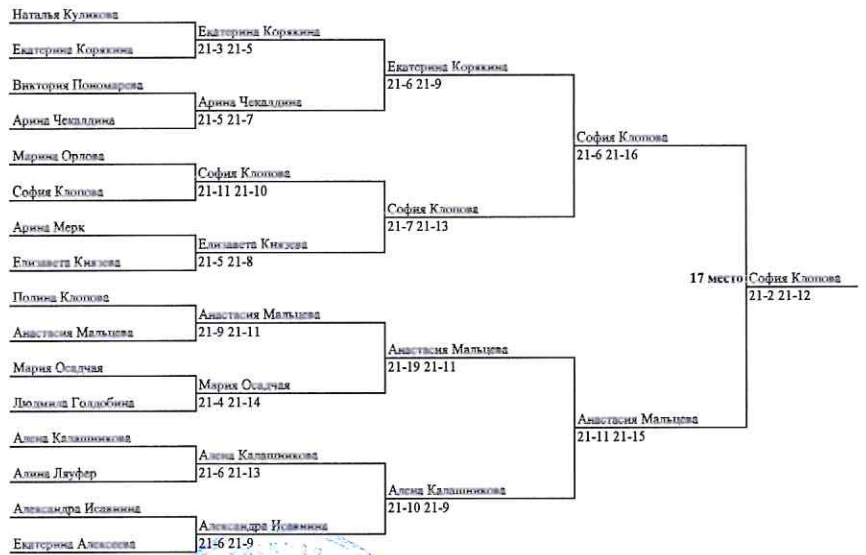 Наталья Куликова
Екатерина Корякина
Екатерина Корякина
21-3 21-5
Екатерина Корякина
21-6 21-9
Виктория Пономарева
Арина Чекалдина
21-5 21-7
Арина Чекалдина
София Клопова
21-6 21-16
Марина Орлова
София Клопова
21-11 21-10
София Клопова
София Клопова
21-7 21-13
Арина Мерк
Елизавета Князева
21-5 21-8
Елизавета Князева
17 место София Клопова
21-2 21-12
Полина Клопова
Анастасия Мальцева
21-9 21-11
Анастасия Мальцева
Анастасия Мальцева
21-19 21-11
Мария Осадчая
Мария Осадчая
21-4 21-14
Людмила Голдобина
Анастасия Мальцева
21-11 21-15
Алена Калашникова
Алена Калашникова
21-6 21-13
Алина Ляуфер
Алена Калашникова
21-10 21-9
Александра Исавнина
Александра Исавнина
21-6 21-9
Екатерина Алексеева